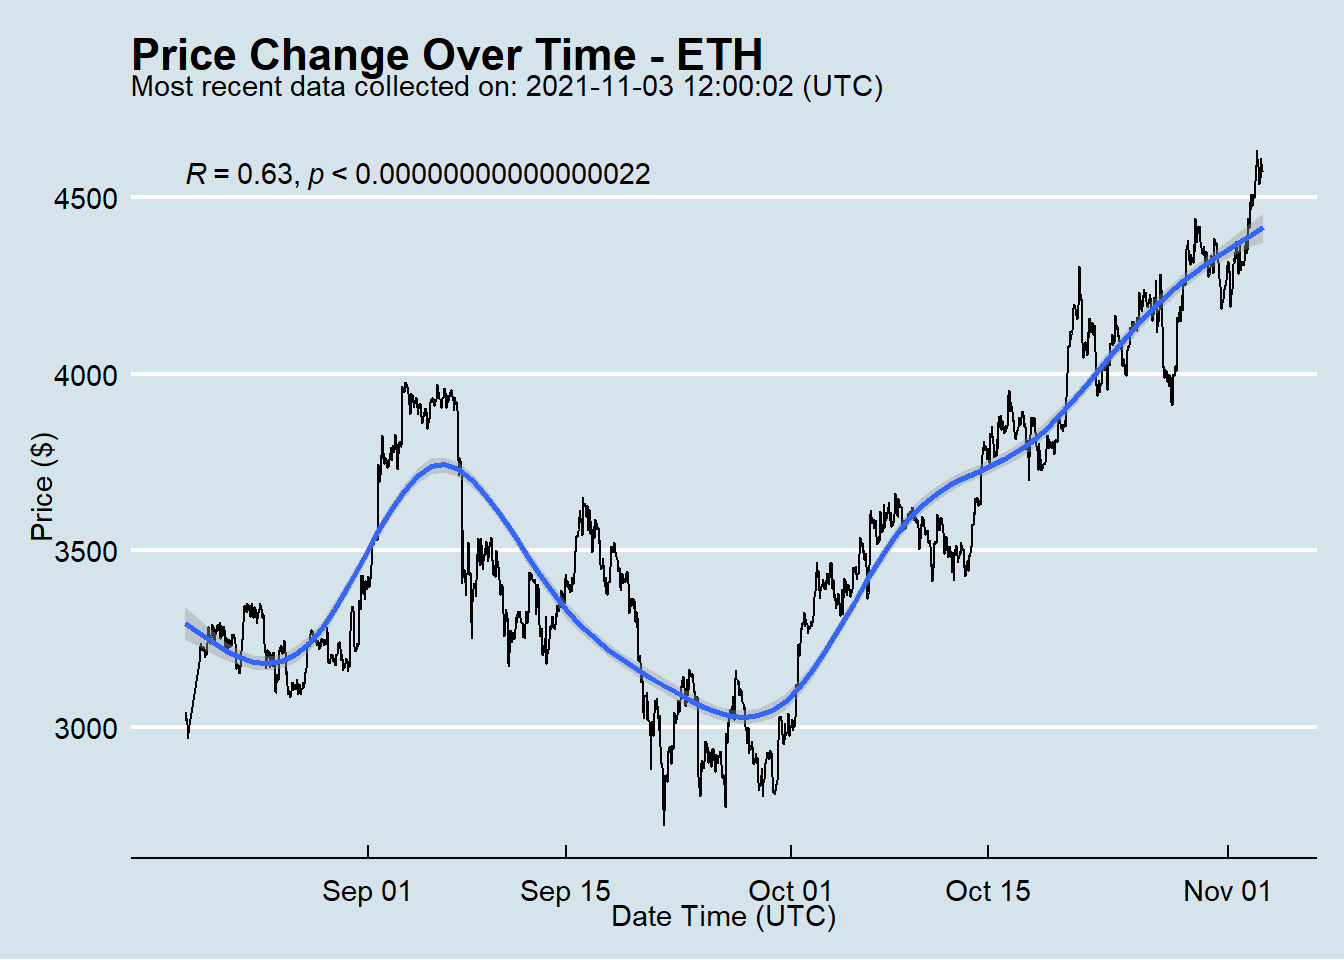 Price Change Over Time - ETH
Most recent data collected on: 2021-11-03 12:00:02 (UTC)
R = 0.63, p < 0.00000000000000022
4500
4000
3500
3000
Price ($)
Sep 01
Sep 15
Oct 01
Oct 15
Nov 01
Date Time (UTC)